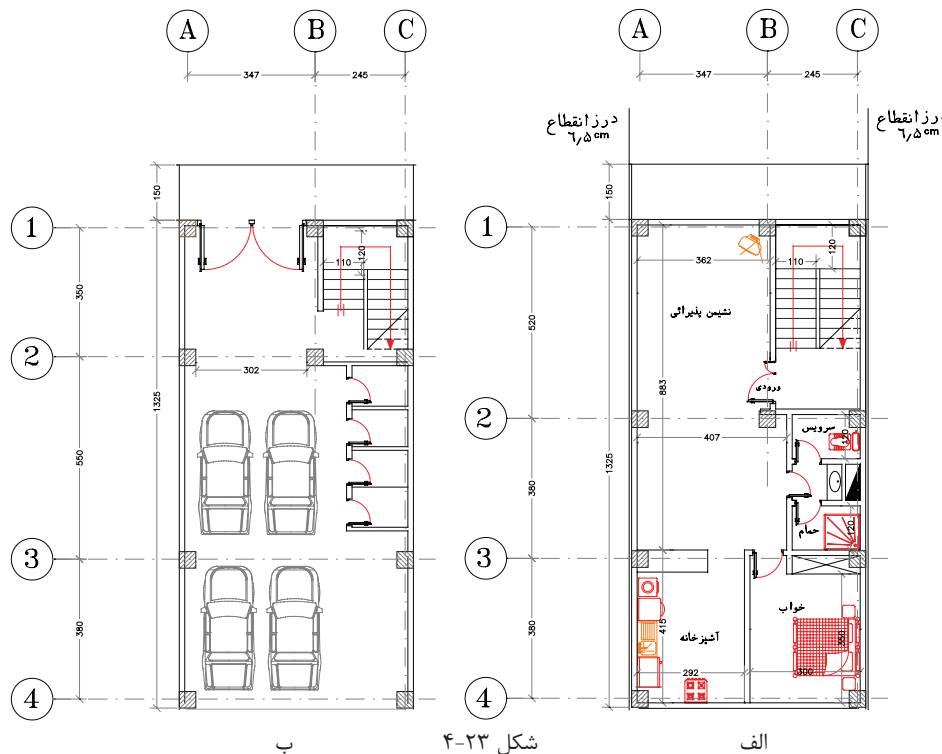 A B C
A B C
347 245
347 245
درز انقطاع
۶٫۵cm
درز انقطاع
۶٫۵cm
150
150
1
1
120
110
120
110
362
350
520
نشیمن پذیرائی
2
302
883
ورودی
2
1325
1325
407
سرویس
120
550
380
120
حمام
3
3
خواب
380
380
415
آشپزخانه
350
292
300
4
4
ب
شکل ۲۳-۴
الف